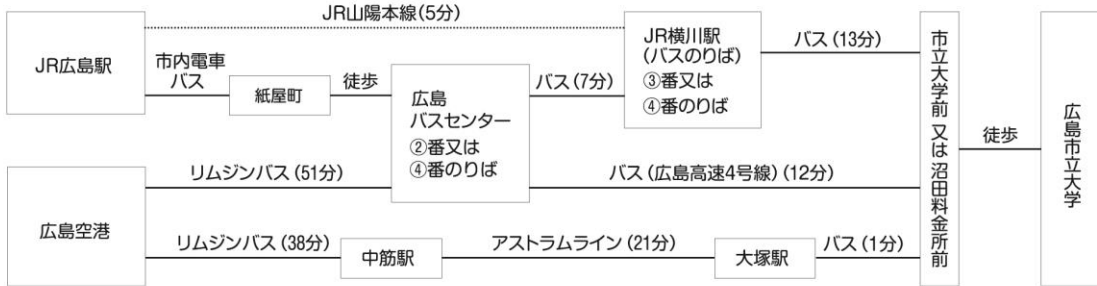 JR山陽本線(5分)
JR広島駅
市内電車
バス
紙屋町
徒歩
広島
バスセンター
②番又は
④番のりば
バス(7分)
JR横川駅
(バスのりば)
③番又は
④番のりば
バス(13分)
市立大学前 又は 沼田料金所前
徒歩
広島市立大学
広島空港
リムジンバス(51分)
バス(広島高速4号線)(12分)
リムジンバス(38分)
中筋駅
アストラムライン(21分)
大塚駅
バス(1分)